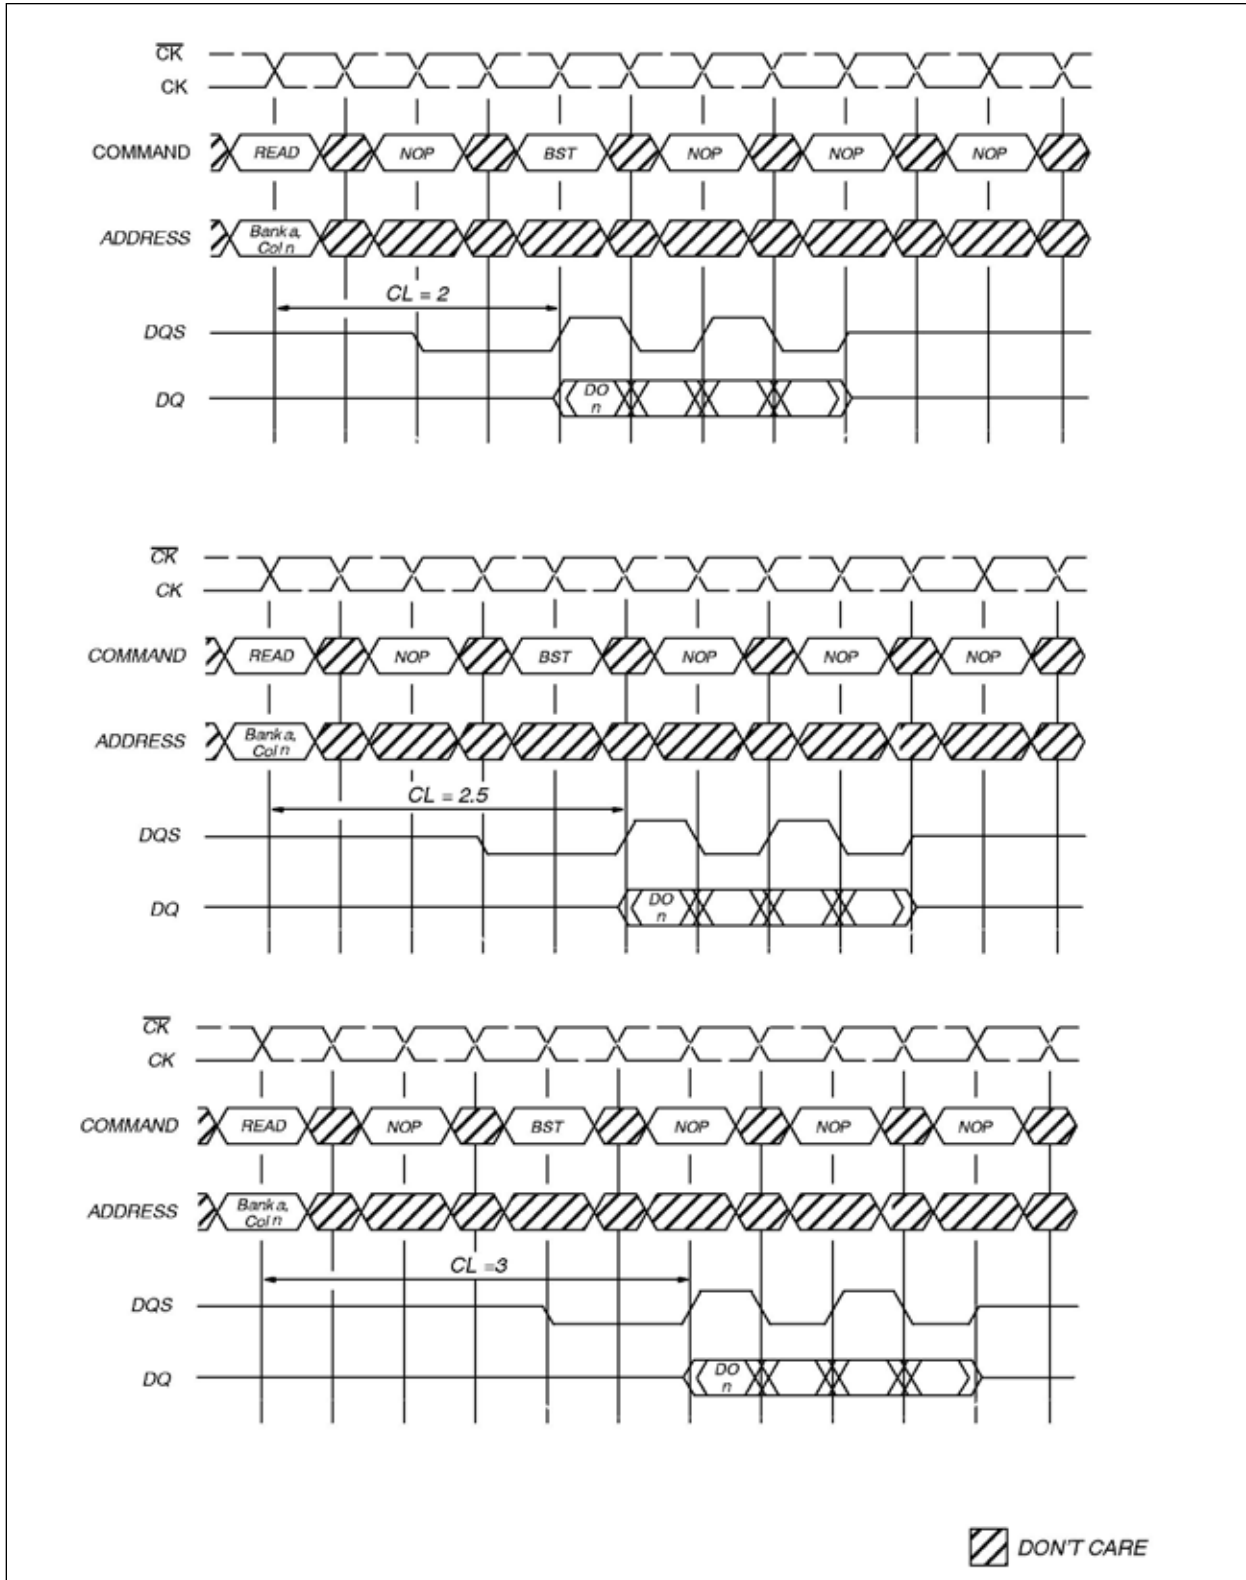 CK
CK
COMMAND READ NOP BST NOP NOP NOP
ADDRESS Bank a,
Col n
CL = 2
DQS
DQ DO
n
CK
CK
COMMAND READ NOP BST NOP NOP NOP
ADDRESS Bank a,
Col n
CL = 2.5
DQS
DQ DO
n
CK
CK
COMMAND READ NOP BST NOP NOP NOP
ADDRESS Bank a,
Col n
CL =3
DQS
DQ DO
n
DON'T CARE